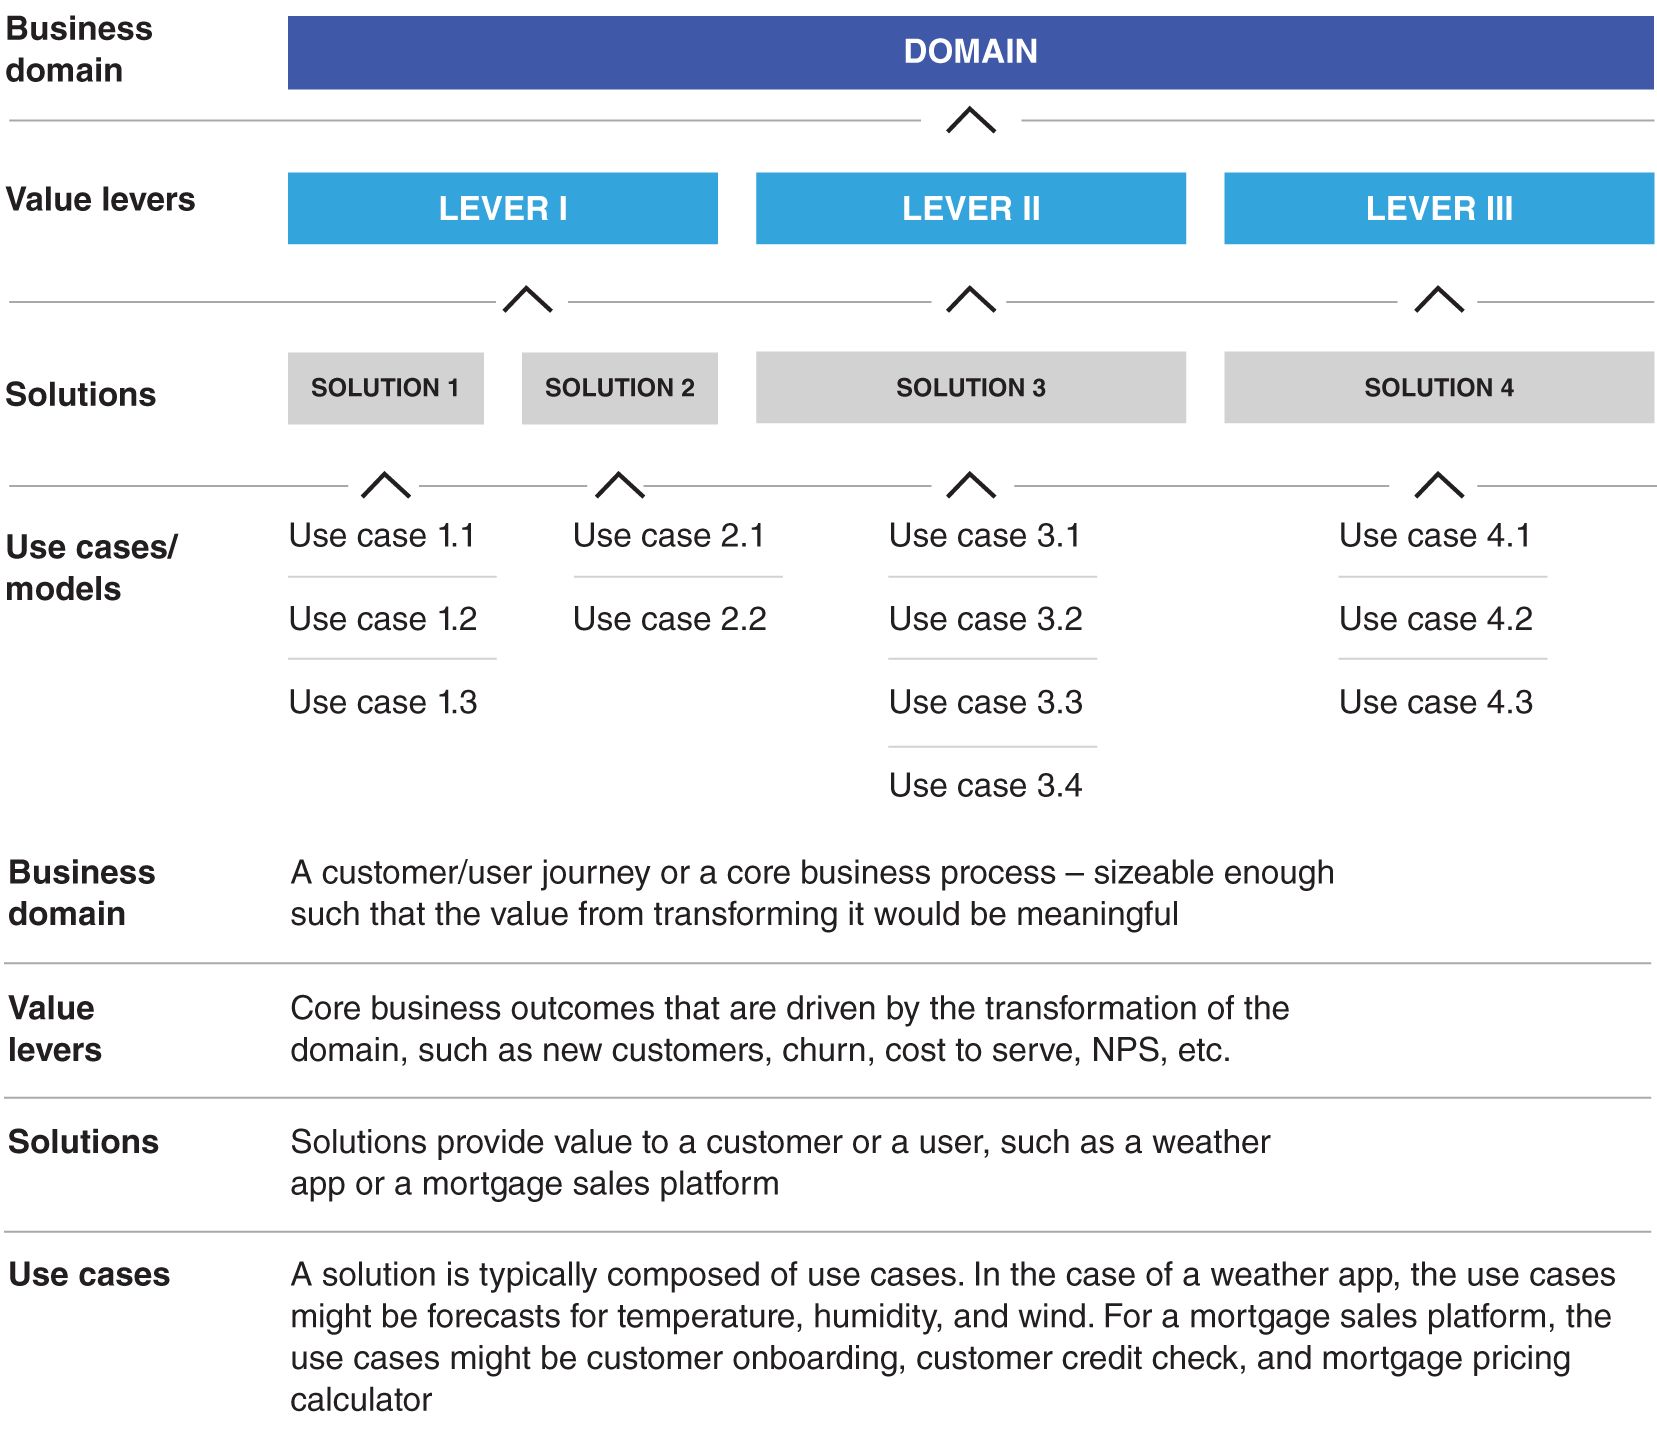 Business
domain
DOMAIN
Value levers
LEVER I
LEVER II
LEVER III
Solutions
SOLUTION 1
SOLUTION 2
SOLUTION 3
SOLUTION 4
Use cases/
models
Use case 1.1
Use case 1.2
Use case 1.3
Use case 2.1
Use case 2.2
Use case 3.1
Use case 3.2
Use case 3.3
Use case 3.4
Use case 4.1
Use case 4.2
Use case 4.3
Business
domain
A customer/user journey or a core business process – sizeable enough
such that the value from transforming it would be meaningful
Value
levers
Core business outcomes that are driven by the transformation of the
domain, such as new customers, churn, cost to serve, NPS, etc.
Solutions
Solutions provide value to a customer or a user, such as a weather
app or a mortgage sales platform
Use cases
A solution is typically composed of use cases. In the case of a weather app, the use cases
might be forecasts for temperature, humidity, and wind. For a mortgage sales platform, the
use cases might be customer onboarding, customer credit check, and mortgage pricing
calculator